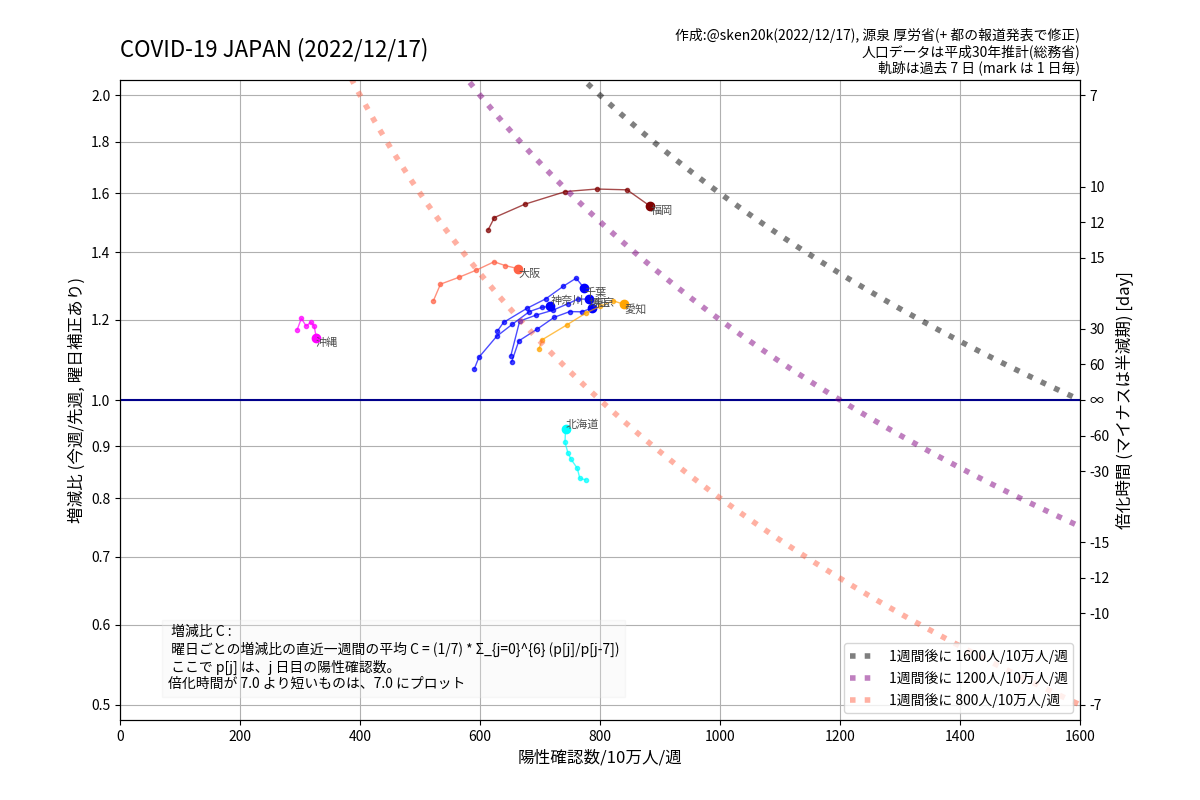 COVID-19 JAPAN (2022/12/17)
作成:@sken20k(2022/12/17), 源泉 厚労省(+ 都の報道発表で修正)
人口データは平成30年推計(総務省)
軌跡は過去 7 日 (mark は 1 日毎)
増減比 (今週/先週, 曜日補正あり)
2.0
1.8
1.6
1.4
1.2
1.0
0.9
0.8
0.7
0.6
0.5
福岡
大阪
千葉
神奈川
東京
愛知
沖縄
北海道
7
10
12
15
30
60
∞
-60
-30
-15
-12
-10
-7
倍化時間 (マイナスは半減期) [day]
増減比 C :
曜日ごとの増減比の直近一週間の平均 C = (1/7) * Σ_{j=0}^{6} (p[j]/p[j-7])
ここで p[j] は、j 日目の陽性確認数。
倍化時間が 7.0 より短いものは、7.0 にプロット
1週間後に 1600人/10万人/週
1週間後に 1200人/10万人/週
1週間後に 800人/10万人/週
0 200 400 600 800 1000 1200 1400 1600
陽性確認数/10万人/週